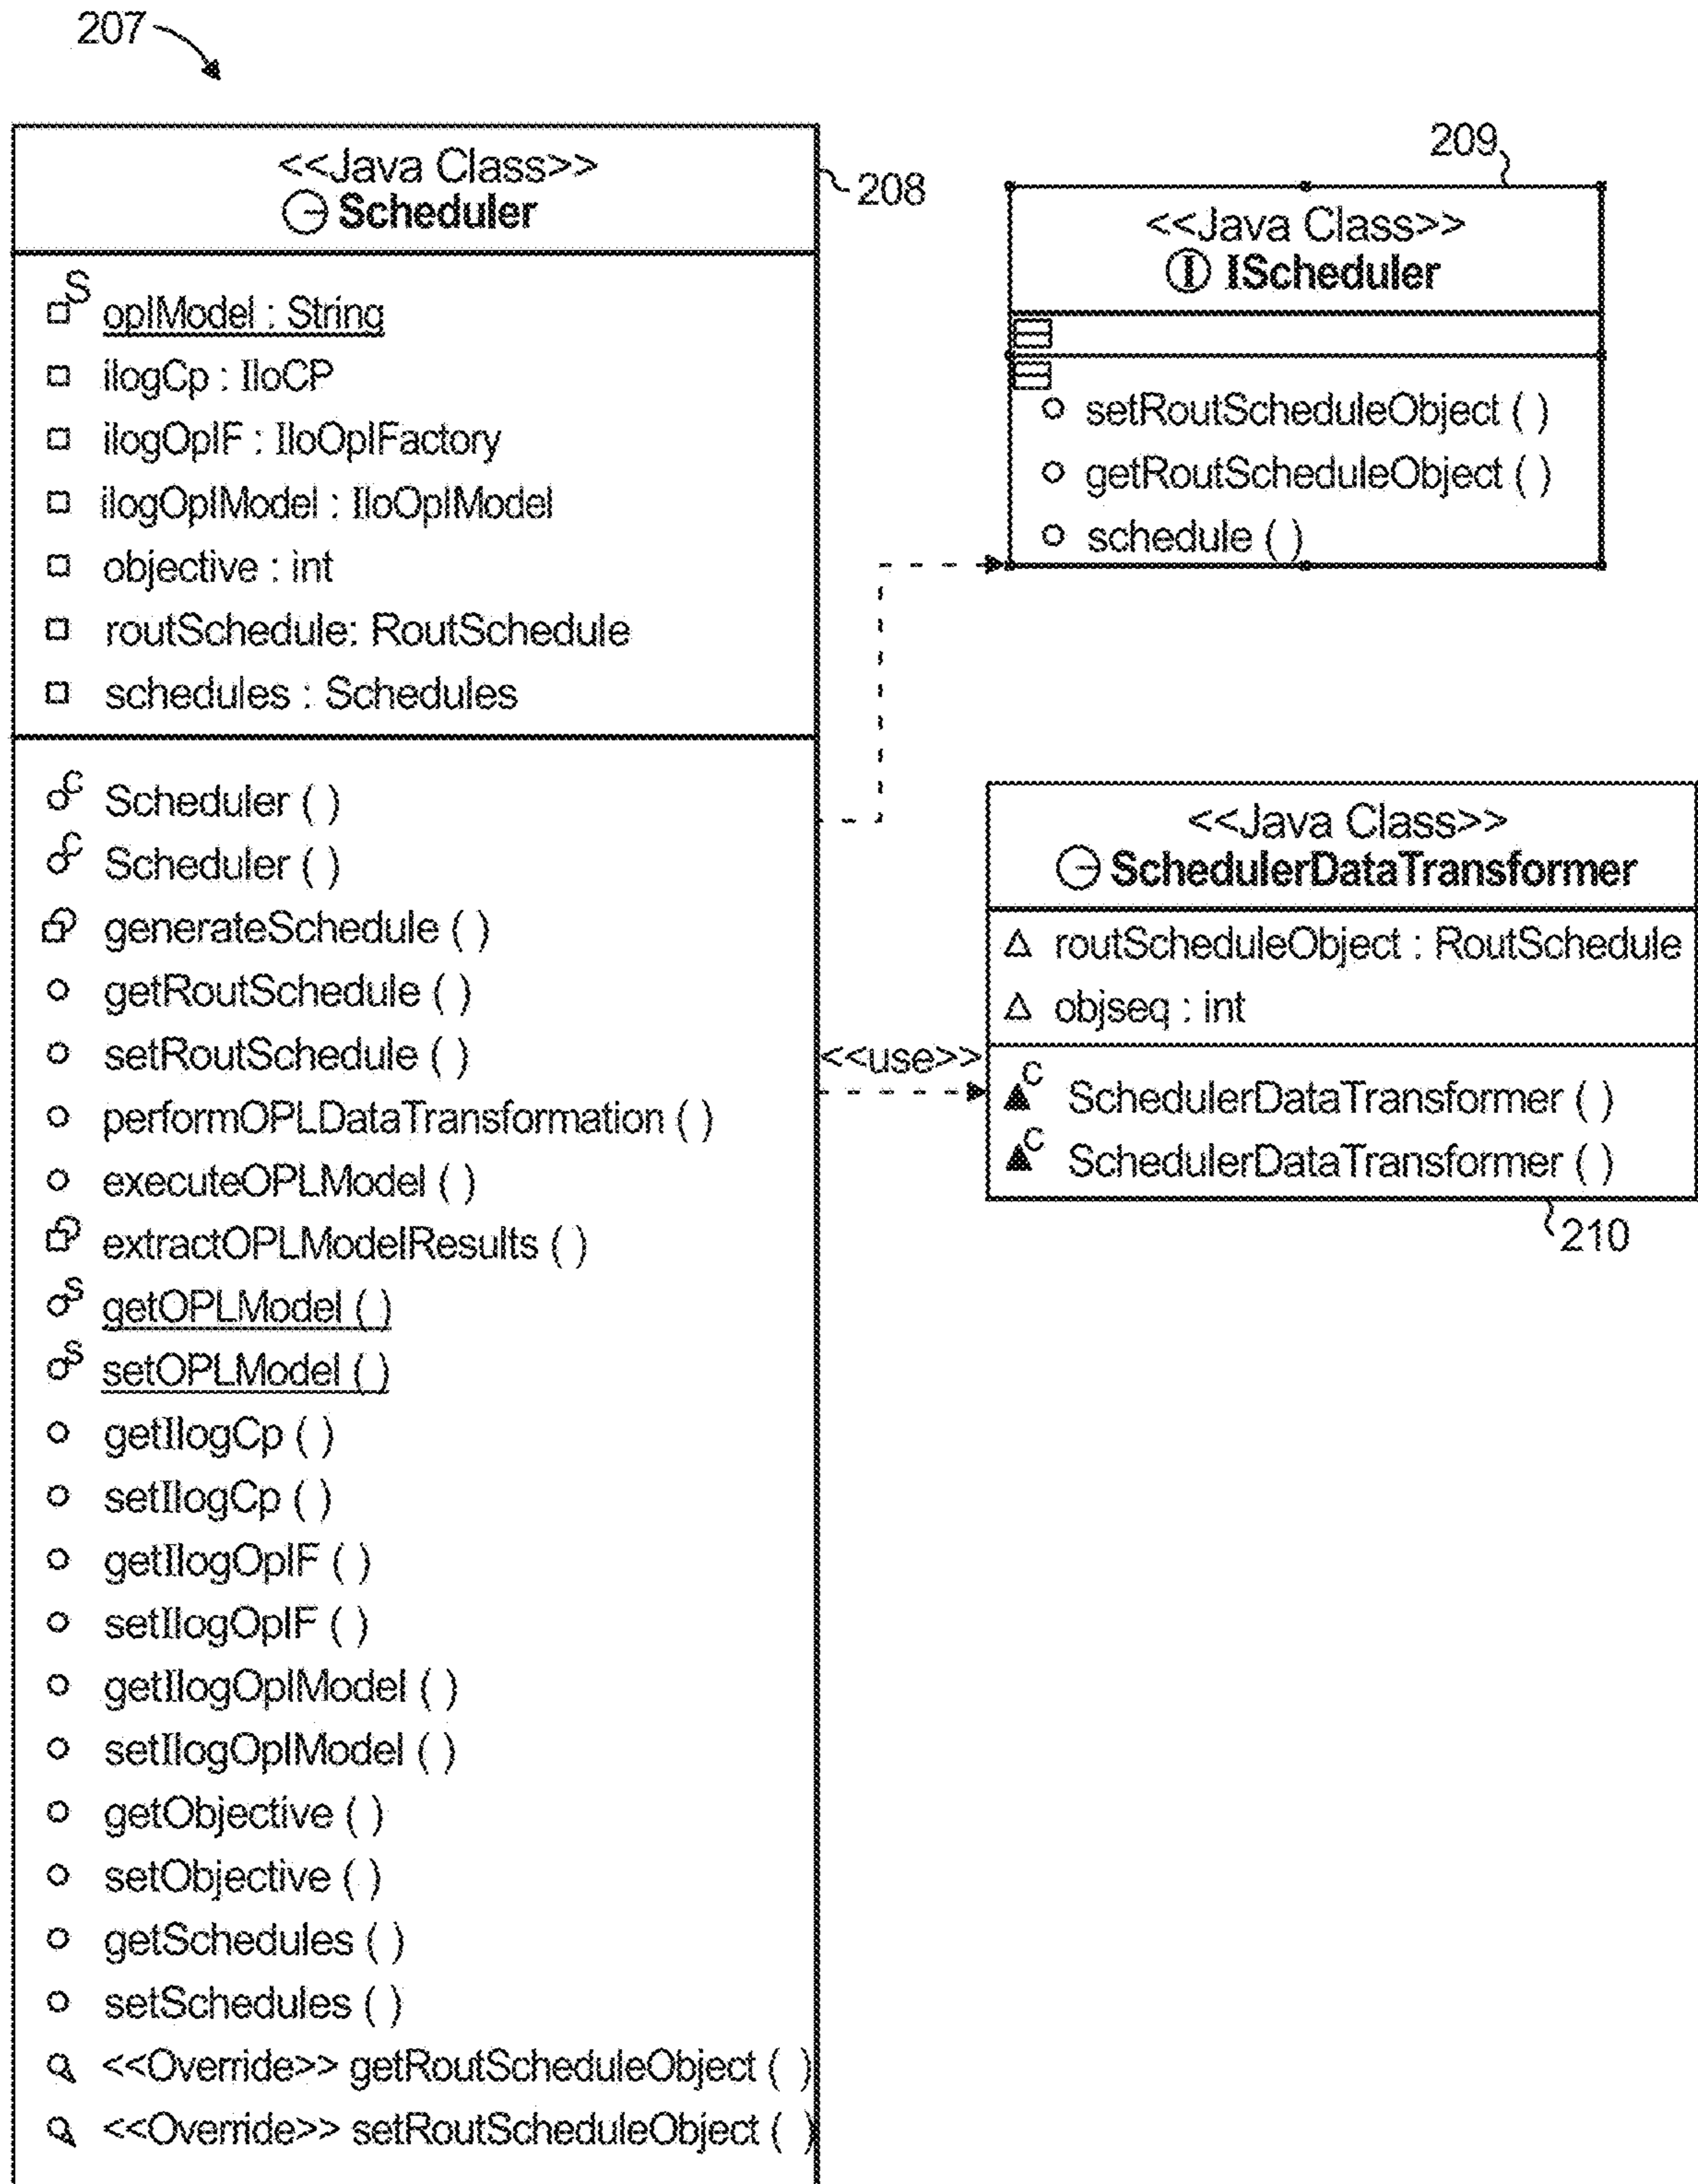 207
<<Java Class>>
Scheduler
208
S
oplModel : String
ilogCp : IloCP
ilogOplF : IloOplFactory
ilogOplModel : IloOplModel
objective : int
routSchedule: RoutSchedule
schedules : Schedules
C Scheduler ( )
C Scheduler ( )
generateSchedule ( )
getRoutSchedule ( )
setRoutSchedule ( )
performOPLDataTransformation ( )
executeOPLModel ( )
extractOPLModelResults ( )
S getOPLModel ( )
S setOPLModel ( )
getIlogCp ( )
setIlogCp ( )
getIlogOplF ( )
setIlogOplF ( )
getIlogOplModel ( )
setIlogOplModel ( )
getObjective ( )
setObjective ( )
getSchedules ( )
setSchedules ( )
<<Override>> getRoutScheduleObject ( )
<<Override>> setRoutScheduleObject ( )
209
<<Java Class>>
I IScheduler
setRoutScheduleObject ( )
getRoutScheduleObject ( )
schedule ( )
<<use>>
<<Java Class>>
SchedulerDataTransformer
routScheduleObject : RoutSchedule
objseq : int
C SchedulerDataTransformer ( )
C SchedulerDataTransformer ( )
210